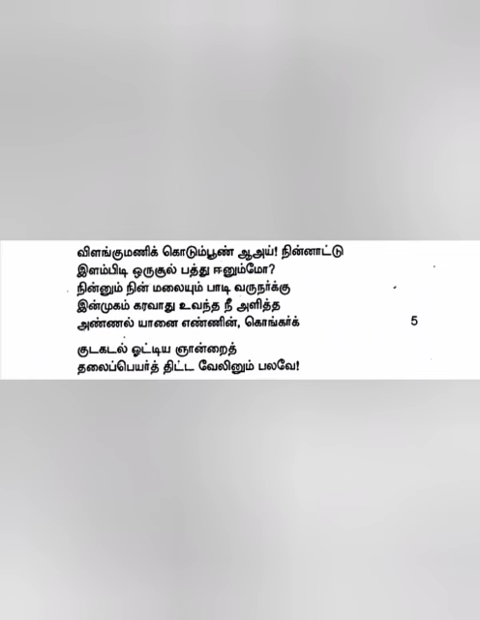 விளங்குமணிக் கொடும்பூண் ஆஅய்! நின்னாட்டு
இளம்பிடி ஒருசூல் பத்து ஈனும்மோ?
நின்னும் நின் மலையும் பாடி வருநர்க்கு
இன்முகம் கரவாது உவந்த நீ அளித்த
அண்ணல் யானை எண்ணின், கொங்கர்க் 5
குடகடல் ஓட்டிய ஞான்றைத்
தலைப்பெயர்த் திட்ட வேலினும் பலவே!